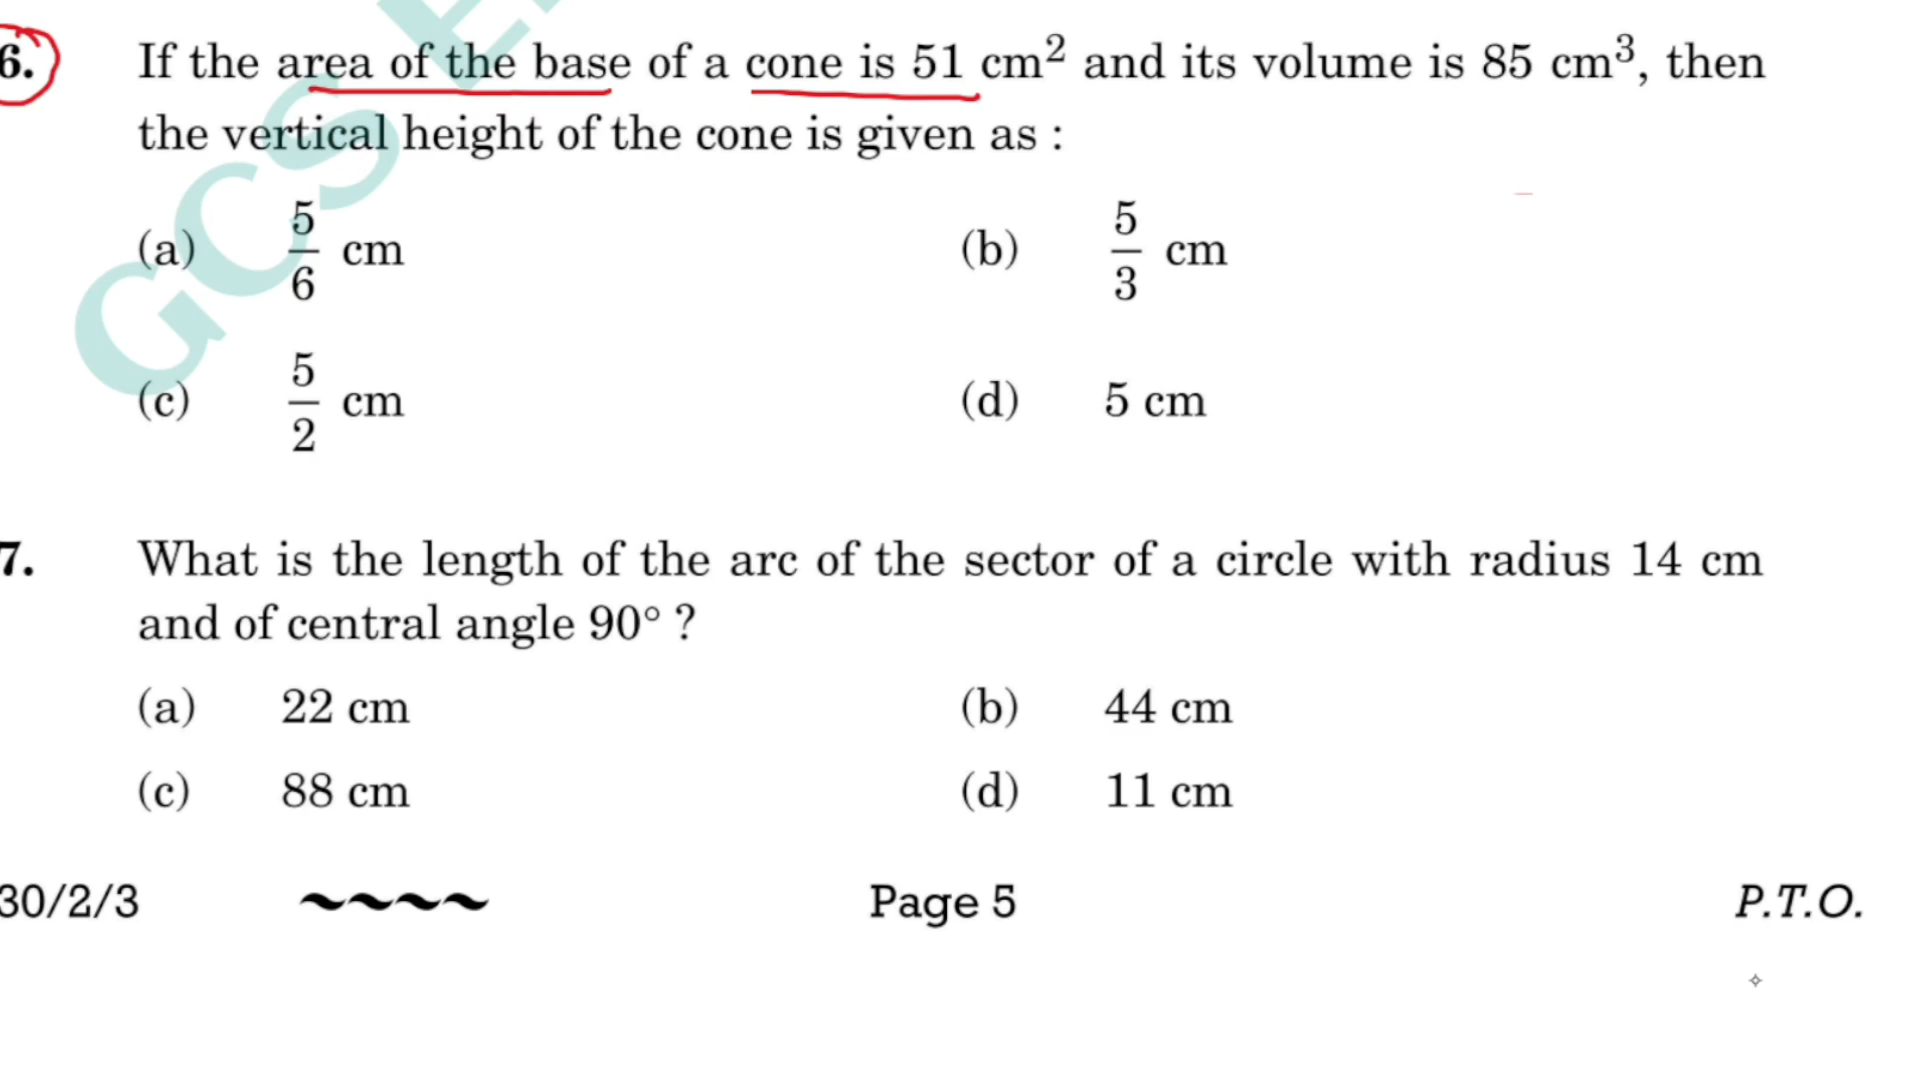 6. If the area of the base of a cone is 51 cm² and its volume is 85 cm³, then
the vertical height of the cone is given as :
(a) 5/6 cm (b) 5/3 cm
(c) 5/2 cm (d) 5 cm
7. What is the length of the arc of the sector of a circle with radius 14 cm
and of central angle 90° ?
(a) 22 cm (b) 44 cm
(c) 88 cm (d) 11 cm
30/2/3 ~~~~ Page 5 P.T.O.
GCS